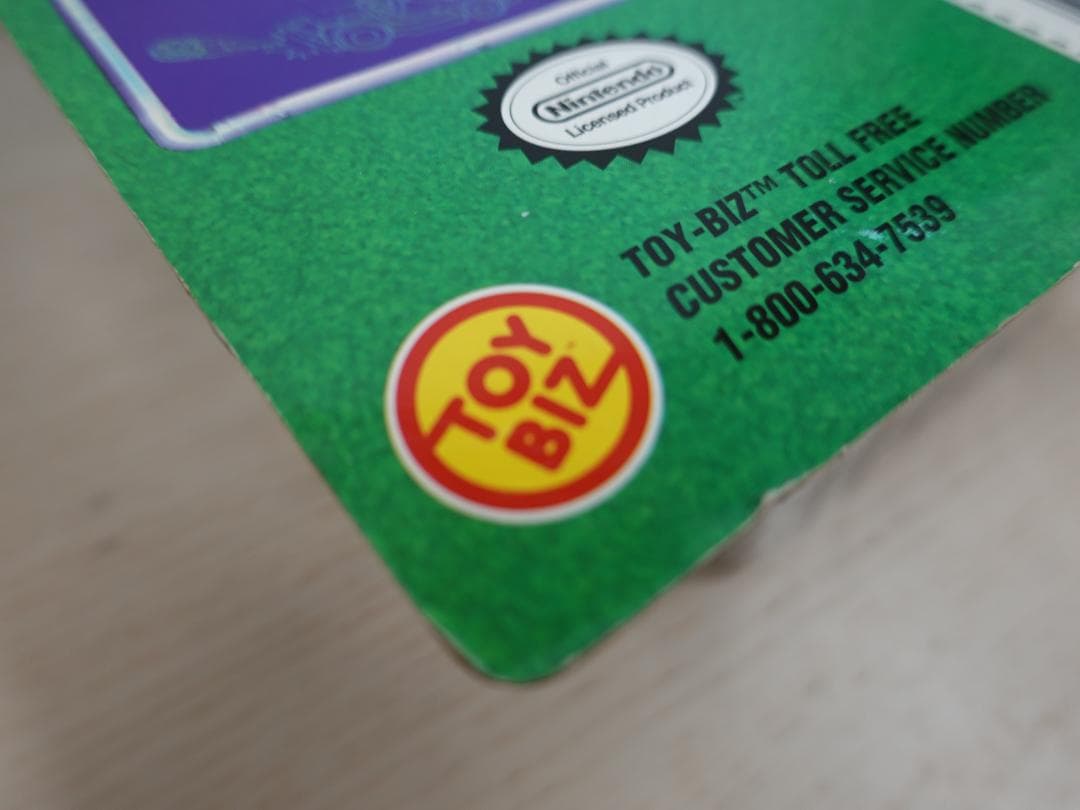 Official
Nintendo
Licensed Product
TOY-BIZ™ TOLL FREE
CUSTOMER SERVICE NUMBER
1-800-634-7539
TOY
BIZ